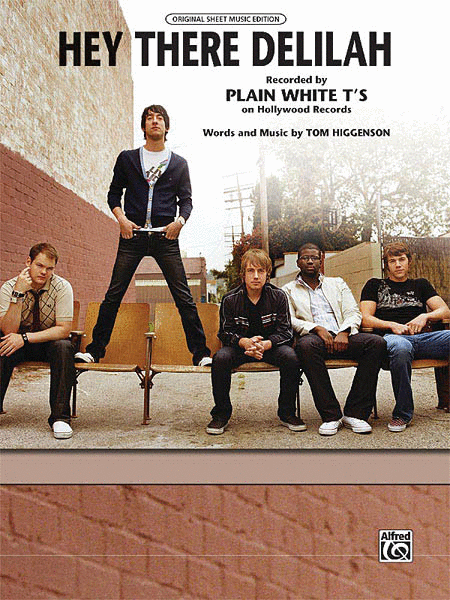 ORIGINAL SHEET MUSIC EDITION
HEY THERE DELILAH
Recorded by
PLAIN WHITE T'S
on Hollywood Records
Words and Music by TOM HIGGENSON
Alfred